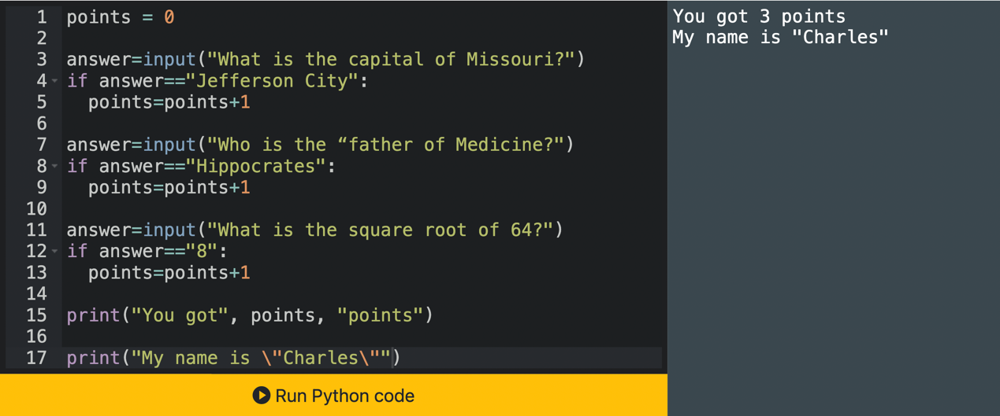 1 points = 0
2
3 answer=input("What is the capital of Missouri?")
4 if answer=="Jefferson City":
5   points=points+1
6
7 answer=input("Who is the “father of Medicine?")
8 if answer=="Hippocrates":
9   points=points+1
10
11 answer=input("What is the square root of 64?")
12 if answer=="8":
13   points=points+1
14
15 print("You got", points, "points")
16
17 print("My name is \"Charles\"")
Run Python code
You got 3 points
My name is "Charles"